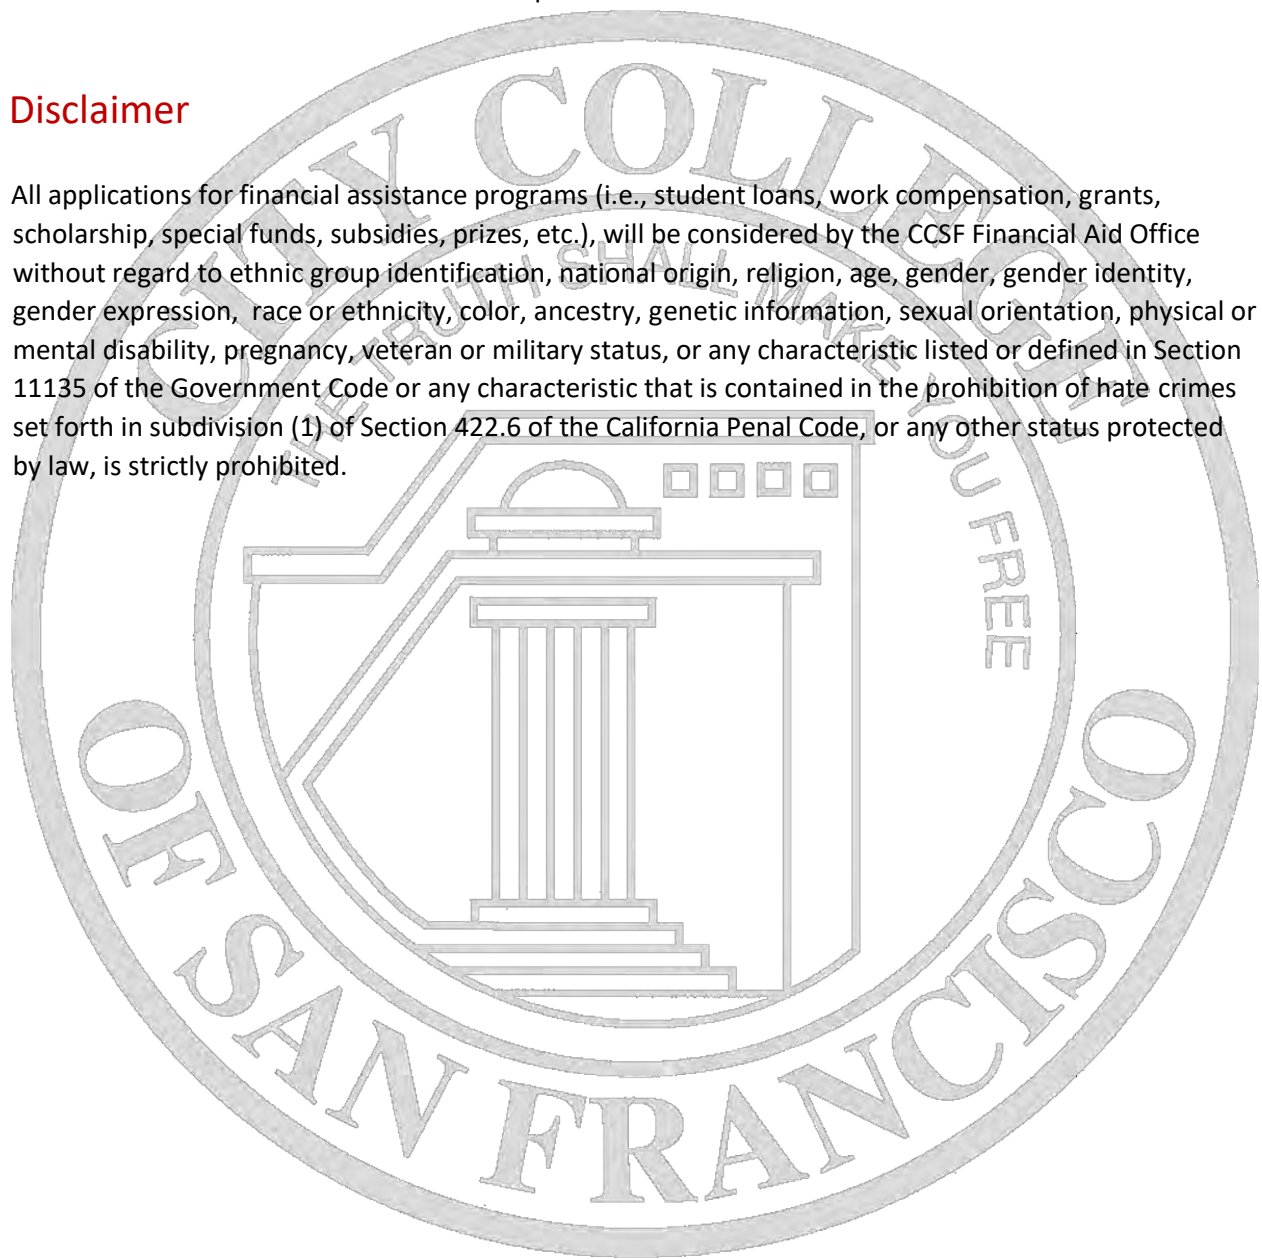 Disclaimer
All applications for financial assistance programs (i.e., student loans, work compensation, grants,
scholarship, special funds, subsidies, prizes, etc.), will be considered by the CCSF Financial Aid Office
without regard to ethnic group identification, national origin, religion, age, gender, gender identity,
gender expression,  race or ethnicity, color, ancestry, genetic information, sexual orientation, physical or
mental disability, pregnancy, veteran or military status, or any characteristic listed or defined in Section
11135 of the Government Code or any characteristic that is contained in the prohibition of hate crimes
set forth in subdivision (1) of Section 422.6 of the California Penal Code, or any other status protected
by law, is strictly prohibited.
CITY COLLEGE
OF SAN FRANCISCO
THE TRUTH SHALL MAKE YOU FREE